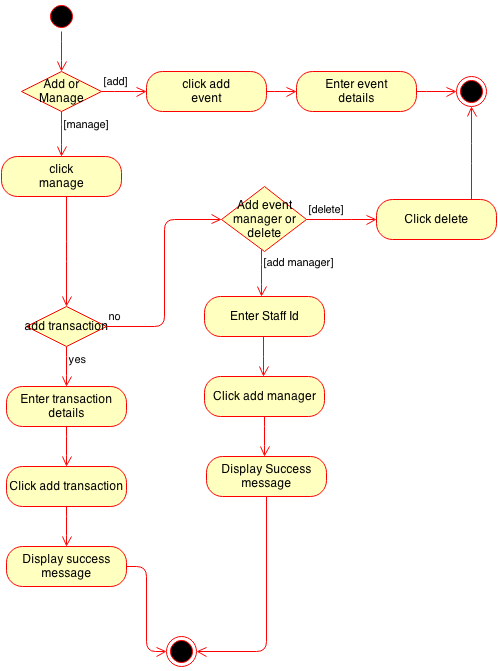 Add or
Manage
[add]
click add
event
Enter event
details
[manage]
click
manage
Add event
manager or
delete
[delete]
Click delete
[add manager]
add transaction
no
yes
Enter Staff Id
Enter transaction
details
Click add manager
Click add transaction
Display Success
message
Display success
message